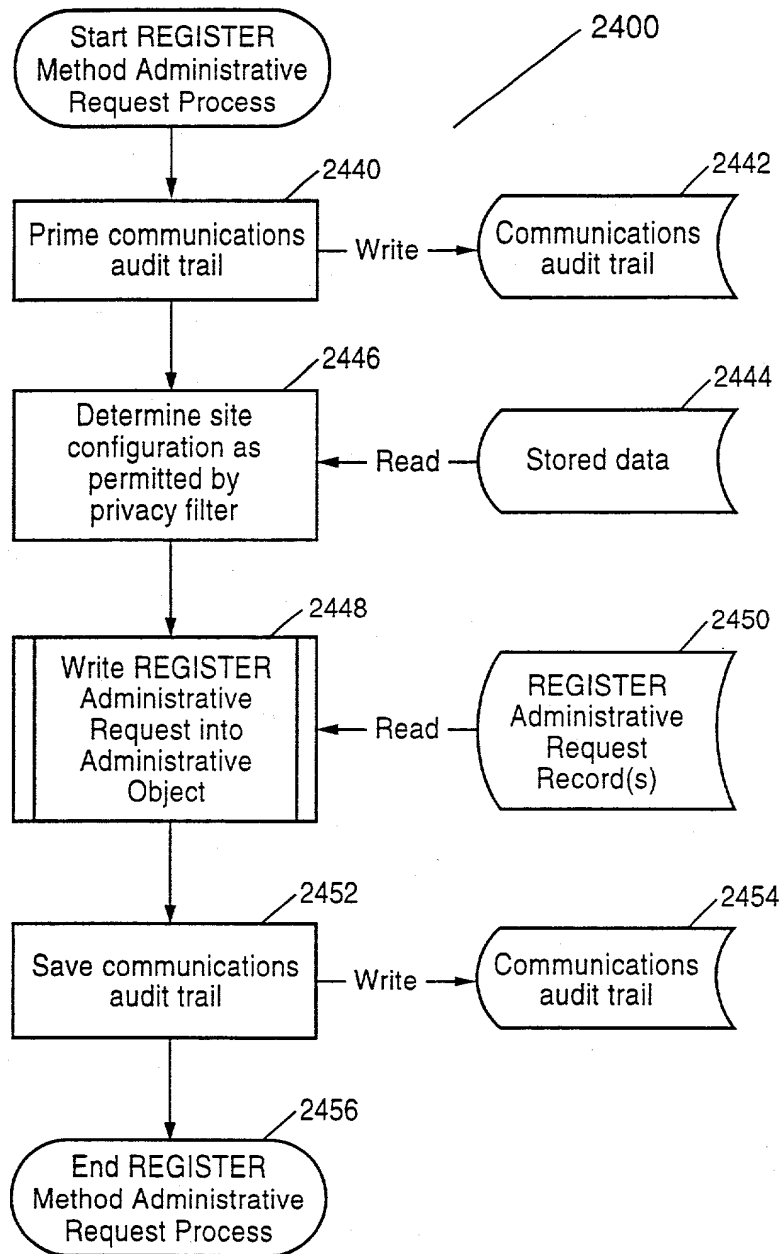 Start REGISTER
Method Administrative
Request Process
2400
2440
Prime communications
audit trail
Write
2442
Communications
audit trail
2446
Determine site
configuration as
permitted by
privacy filter
Read
2444
Stored data
2448
Write REGISTER
Administrative
Request into
Administrative
Object
Read
2450
REGISTER
Administrative
Request
Record(s)
2452
Save communications
audit trail
Write
2454
Communications
audit trail
2456
End REGISTER
Method Administrative
Request Process